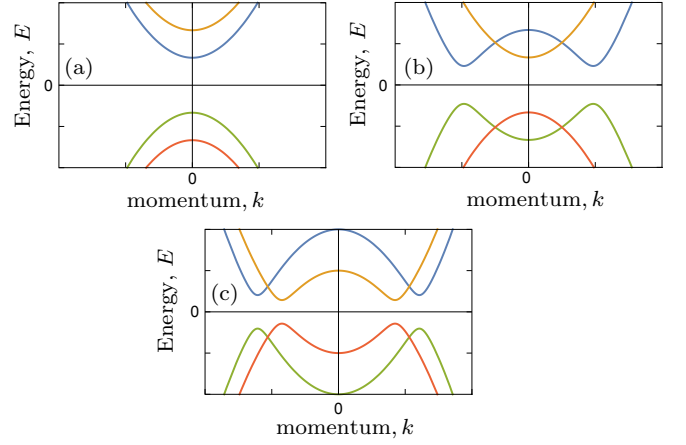 Energy, E
(a)
0
0
momentum, k
Energy, E
(b)
0
0
momentum, k
Energy, E
(c)
0
0
momentum, k